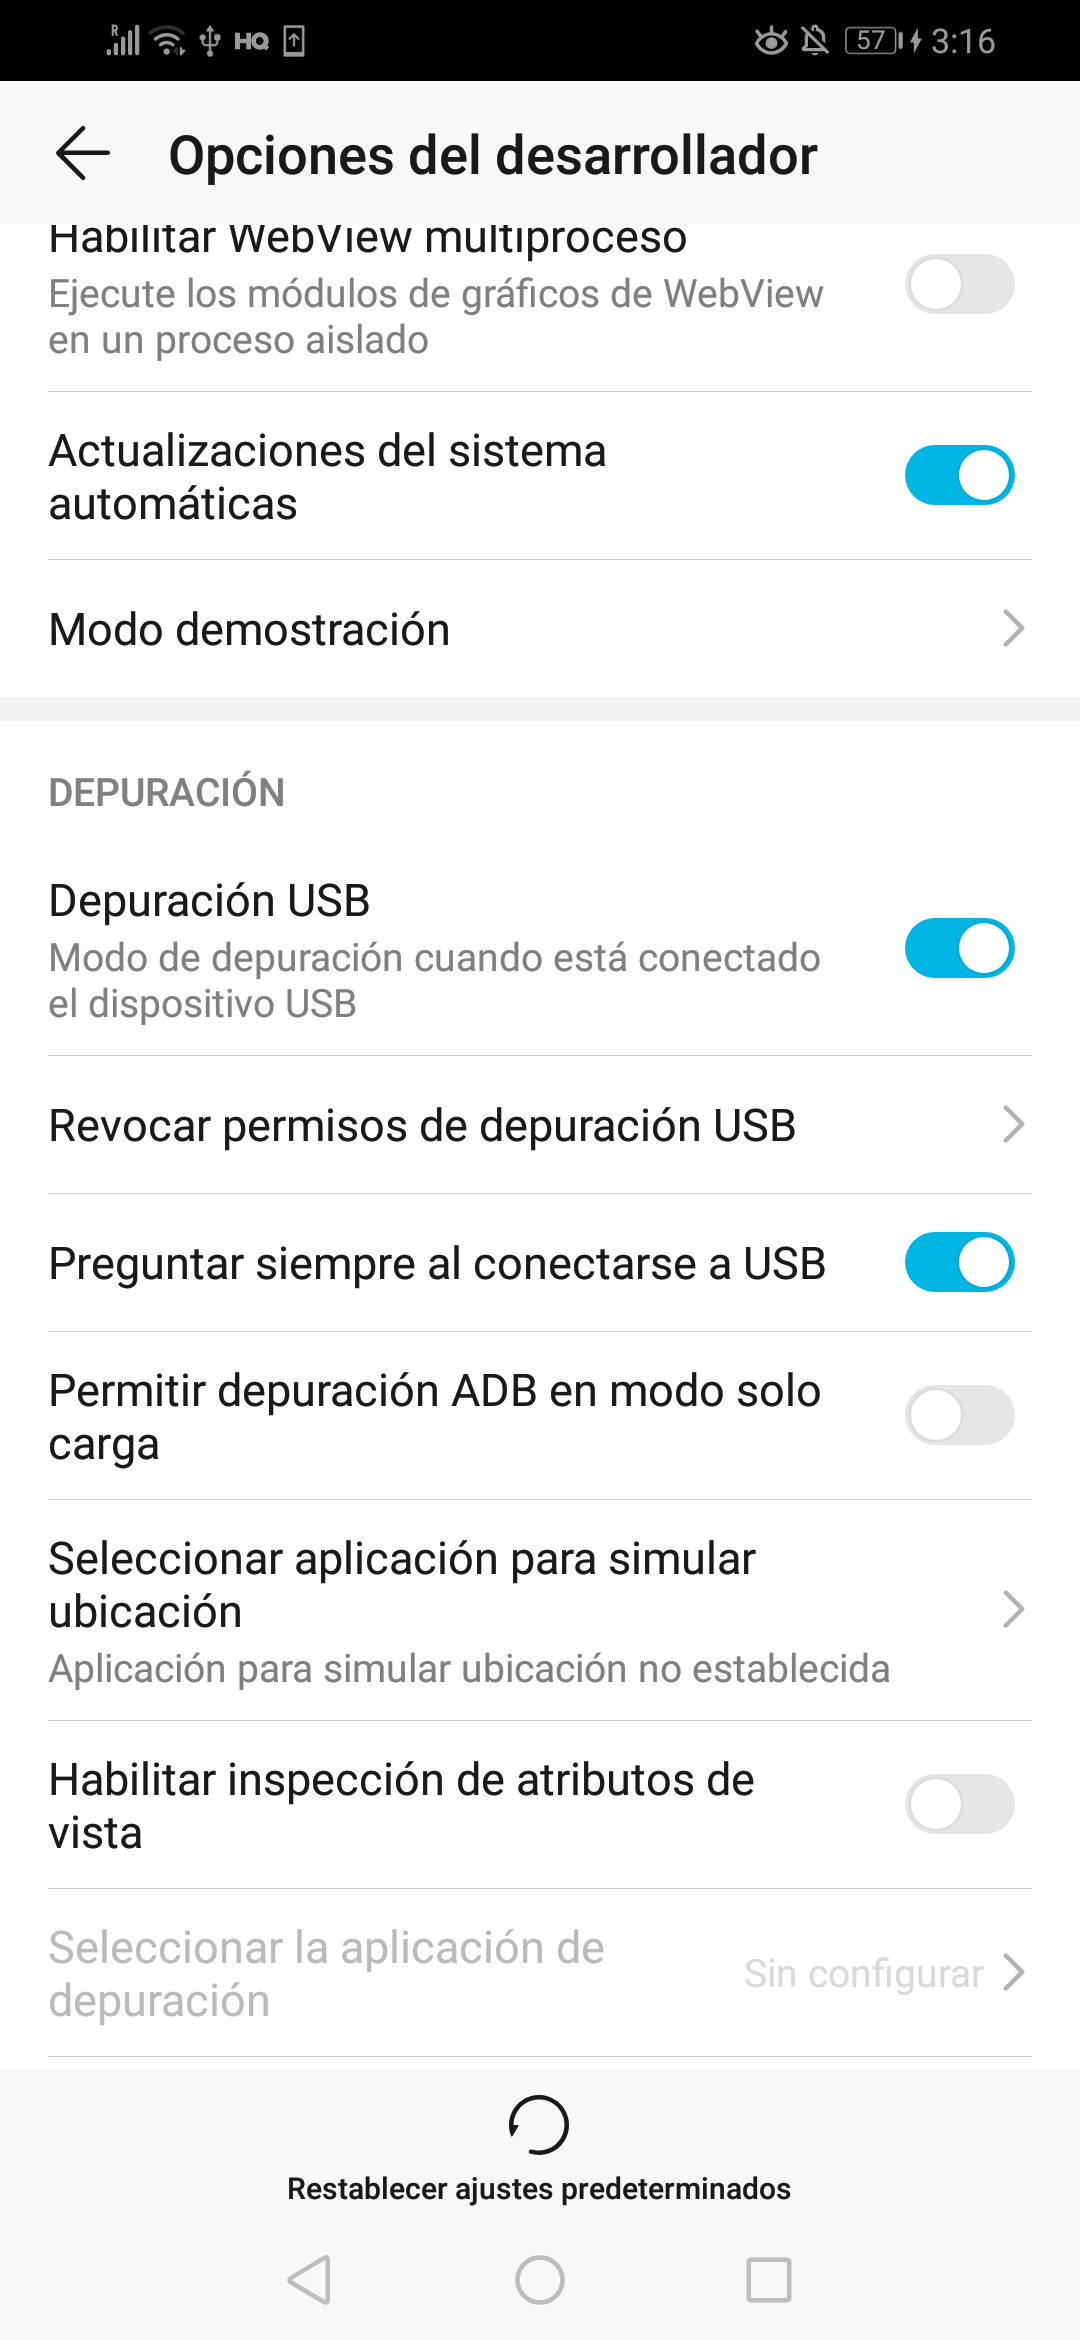 R HQ 57 3:16
Opciones del desarrollador
Habilitar WebView multiproceso
Ejecute los módulos de gráficos de WebView
en un proceso aislado
Actualizaciones del sistema
automáticas
Modo demostración
DEPURACIÓN
Depuración USB
Modo de depuración cuando está conectado
el dispositivo USB
Revocar permisos de depuración USB
Preguntar siempre al conectarse a USB
Permitir depuración ADB en modo solo
carga
Seleccionar aplicación para simular
ubicación
Aplicación para simular ubicación no establecida
Habilitar inspección de atributos de
vista
Seleccionar la aplicación de
depuración
Sin configurar
Restablecer ajustes predeterminados